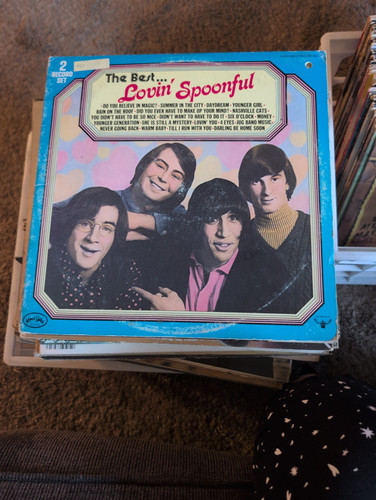 2
RECORD
SET
The Best...
Lovin' Spoonful
•DO YOU BELIEVE IN MAGIC?•SUMMER IN THE CITY•DAYDREAM•YOUNGER GIRL•
RAIN ON THE ROOF•DID YOU EVER HAVE TO MAKE UP YOUR MIND?•NASHVILLE CATS•
YOU DIDN'T HAVE TO BE SO NICE•DIDN'T WANT TO HAVE TO DO IT•SIX O'CLOCK•MONEY•
•YOUNGER GENERATION•SHE IS STILL A MYSTERY•LOVIN' YOU•4 EYES•JUG BAND MUSIC•
NEVER GOING BACK•WARM BABY•TILL I RUN WITH YOU•DARLING BE HOME SOON